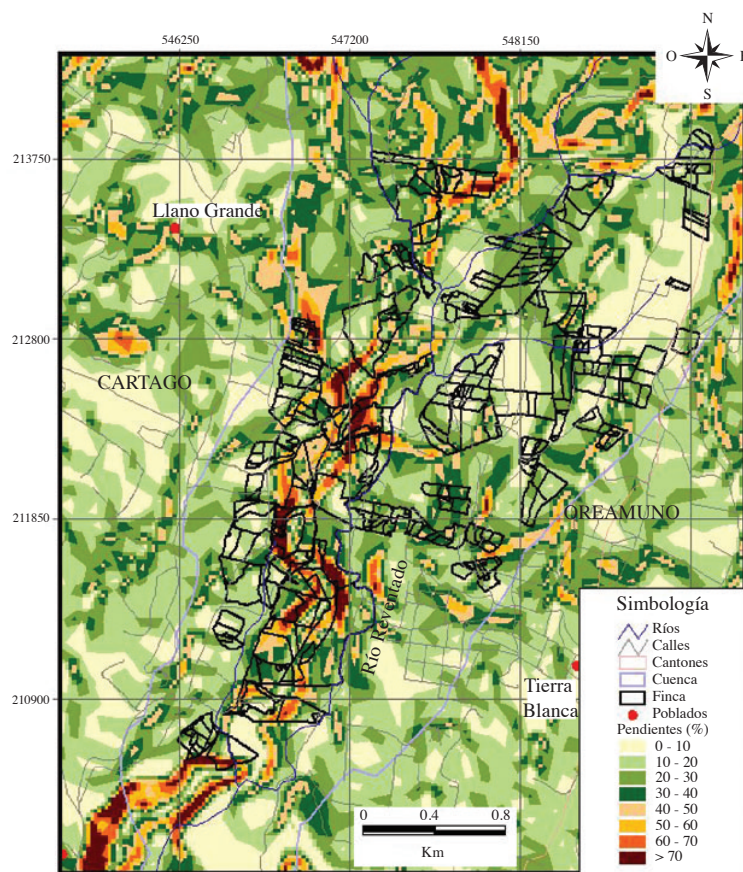 546250
547200
548150
N
O
E
S
213750
Llano Grande
212800
CARTAGO
211850
OREAMUNO
Río Reventado
210900
Tierra
Blanca
Simbología
Ríos
Calles
Cantones
Cuenca
Finca
Poblados
Pendientes (%)
0 - 10
10 - 20
20 - 30
30 - 40
40 - 50
50 - 60
60 - 70
> 70
0 0.4 0.8
Km